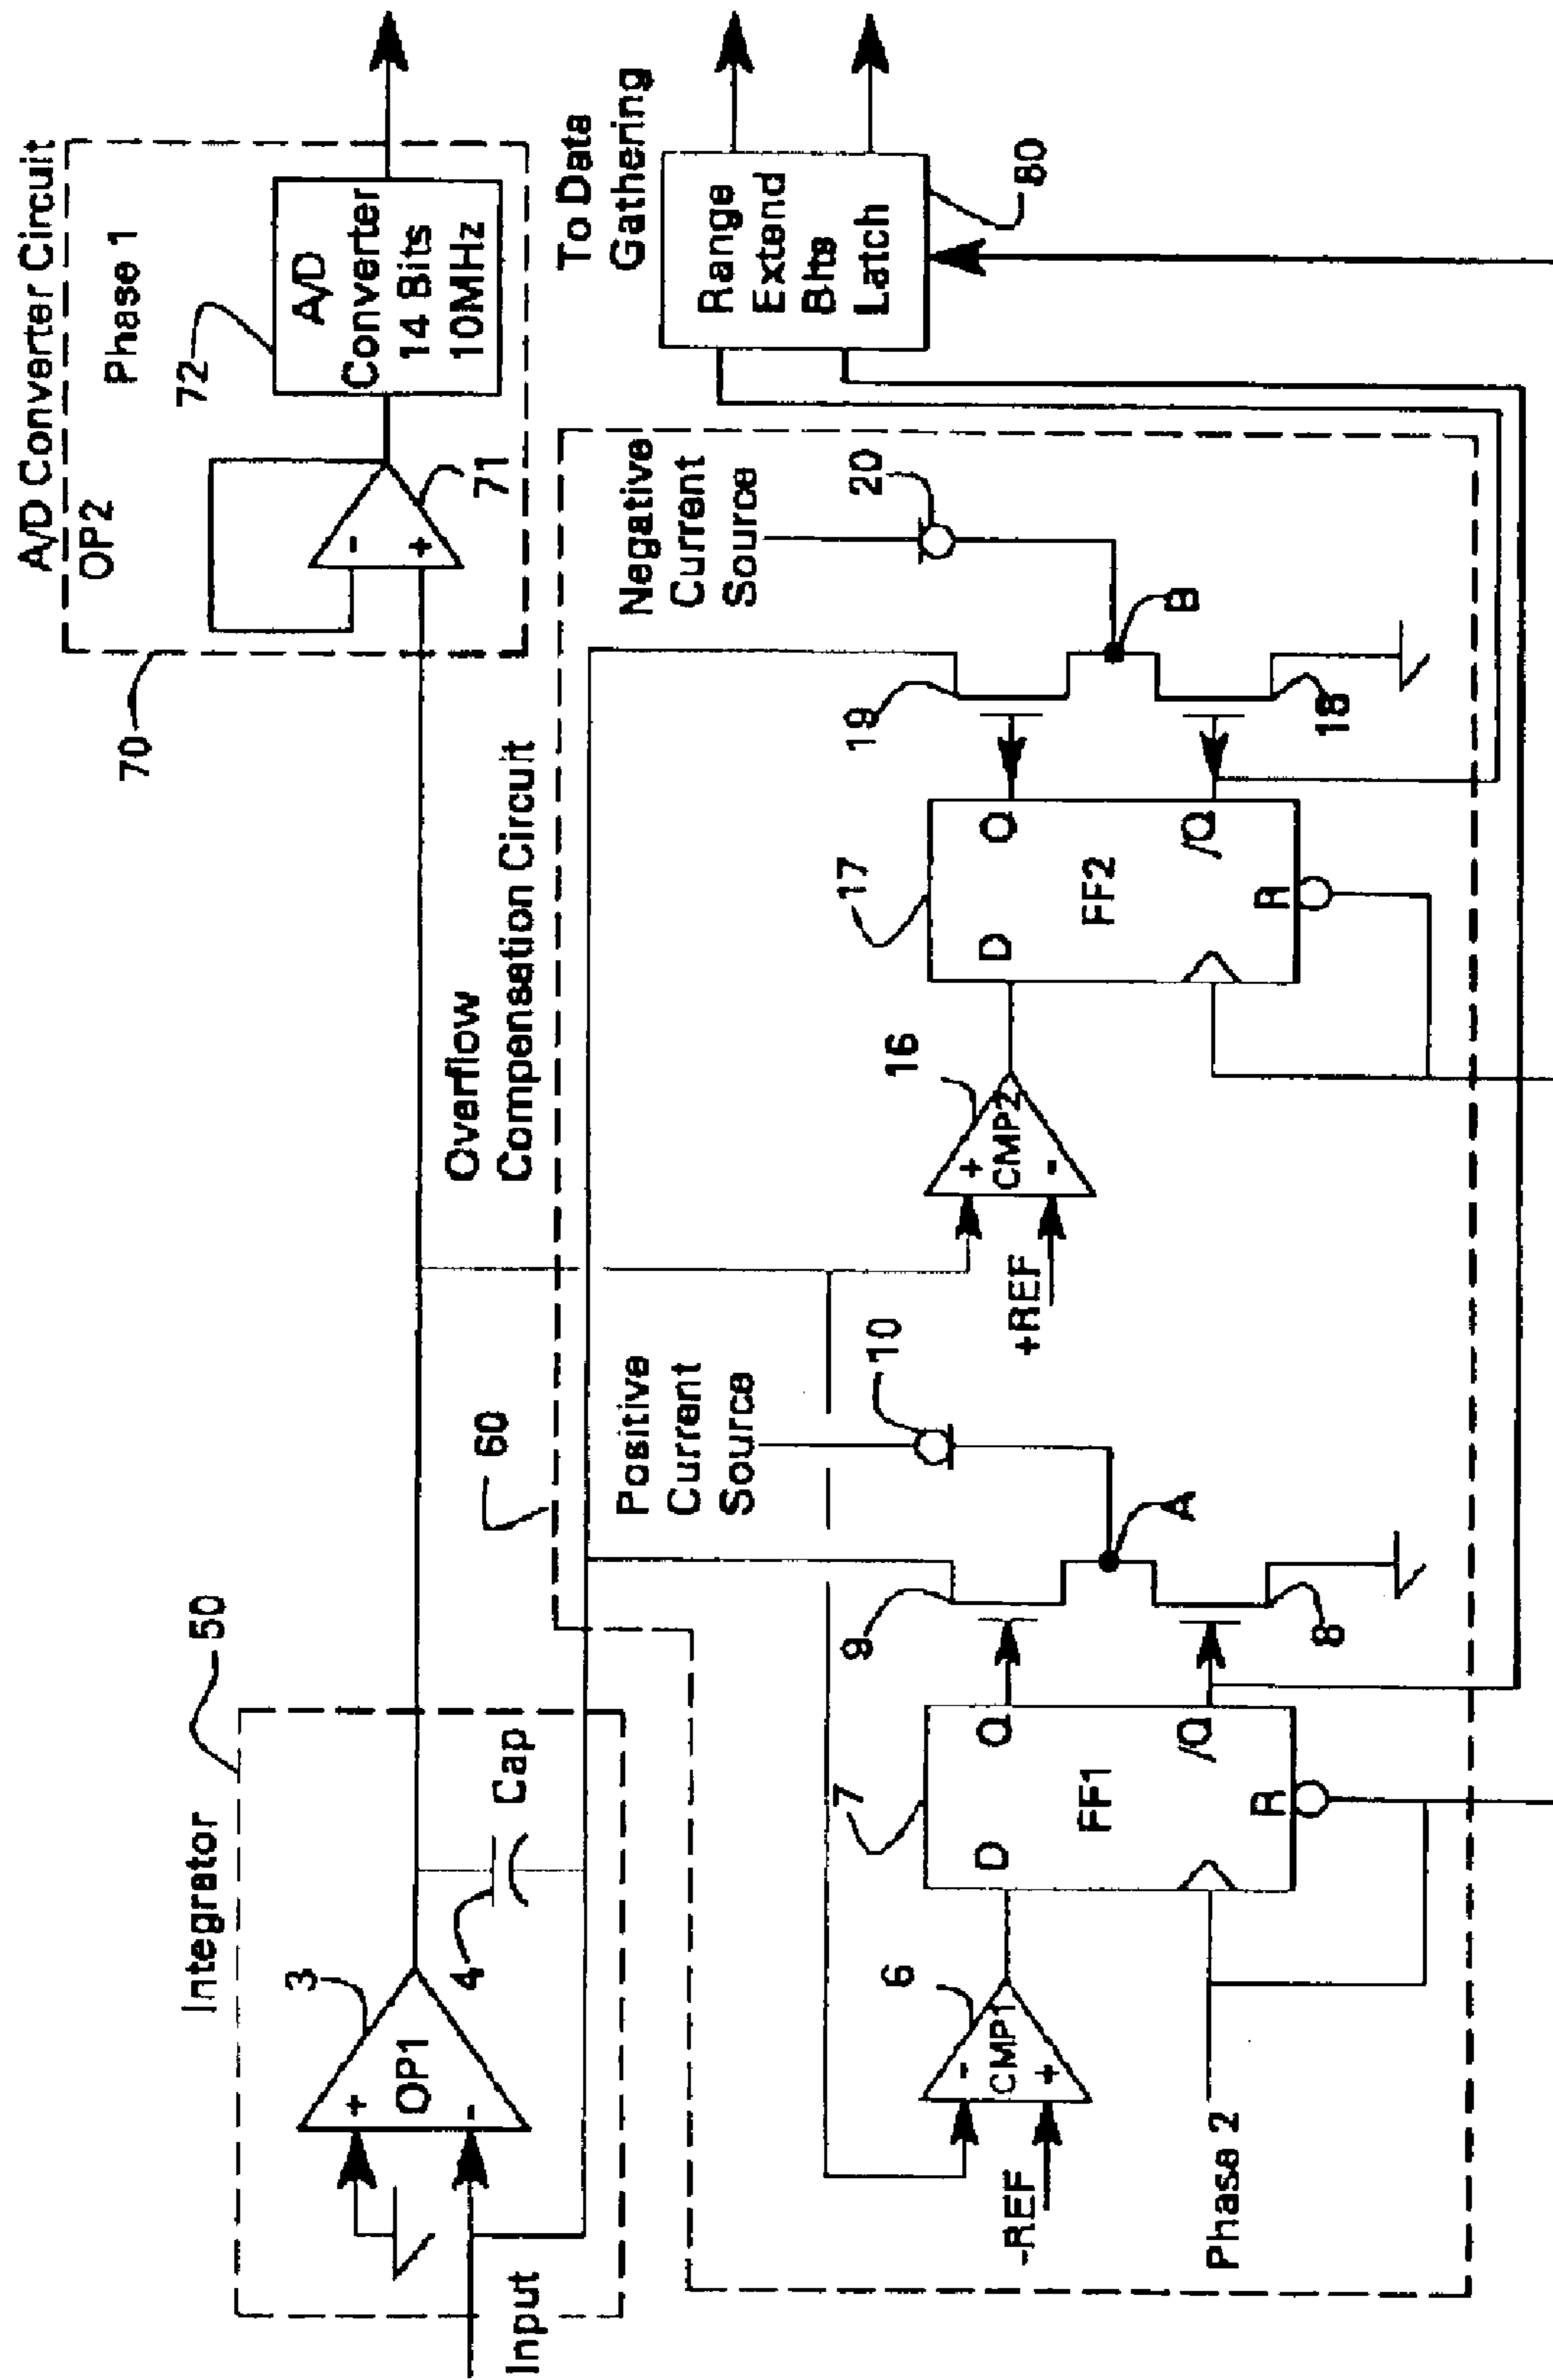 A/D Converter Circuit
OP2
Phase 1
72
A/D
Converter
14 Bits
10MHz
-
+
71
70
To Data
Gathering
Range
Extend
Bits
Latch
80
Integrator
50
3
+
OP1
-
4
Cap
Input
Overflow
Compensation Circuit
60
Positive
Current
Source
10
Negative
Current
Source
20
6
-
CMP1
+
-REF
Phase 2
7
D
Q
FF1
/Q
R
9
A
8
16
+
CMP2
-
+REF
17
D
Q
FF2
/Q
R
19
B
18